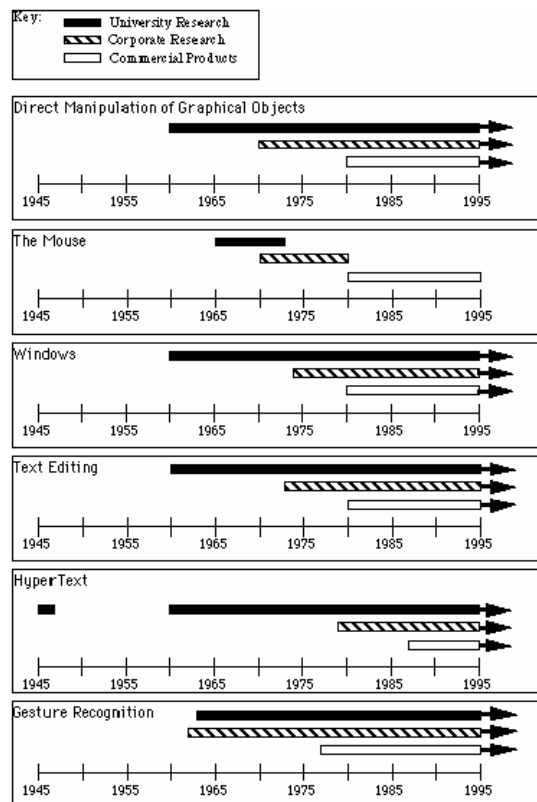 Key:
University Research
Corporate Research
Commercial Products
Direct Manipulation of Graphical Objects
1945 1955 1965 1975 1985 1995
The Mouse
1945 1955 1965 1975 1985 1995
Windows
1945 1955 1965 1975 1985 1995
Text Editing
1945 1955 1965 1975 1985 1995
HyperText
1945 1955 1965 1975 1985 1995
Gesture Recognition
1945 1955 1965 1975 1985 1995